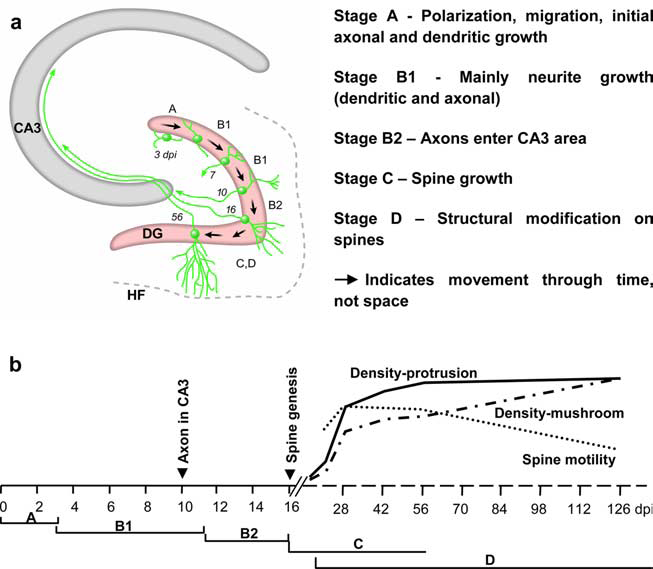 a
CA3
A
B1
B1
B2
3 dpi
7
10
16
56
DG
C,D
HF
Stage A - Polarization, migration, initial
axonal and dendritic growth
Stage B1 - Mainly neurite growth
(dendritic and axonal)
Stage B2 – Axons enter CA3 area
Stage C – Spine growth
Stage D – Structural modification on
spines
Indicates movement through time,
not space
b
Axon in CA3
Spine genesis
Density-protrusion
Density-mushroom
Spine motility
0 2 4 6 8 10 12 14 16 28 42 56 70 84 98 112 126 dpi
A
B1
B2
C
D